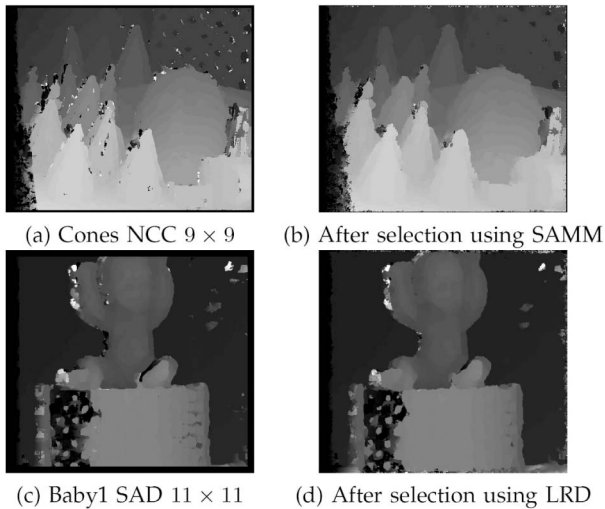 (a) Cones NCC 9 × 9
(b) After selection using SAMM
(c) Baby1 SAD 11 × 11
(d) After selection using LRD